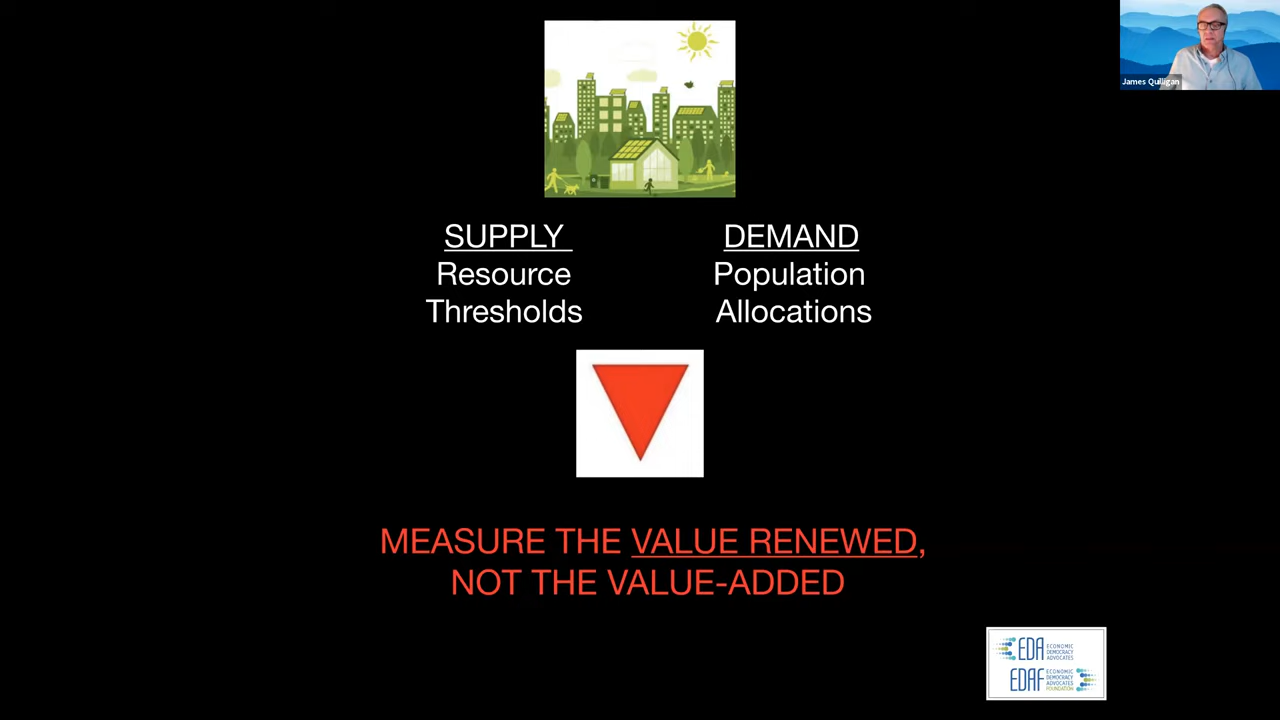 James Quilligan
SUPPLY DEMAND
Resource Population
Thresholds Allocations
MEASURE THE VALUE RENEWED,
NOT THE VALUE-ADDED
EDA ECONOMIC
DEMOCRACY
ADVOCATES
EDAF ECONOMIC
DEMOCRACY
ADVOCATES
FOUNDATION